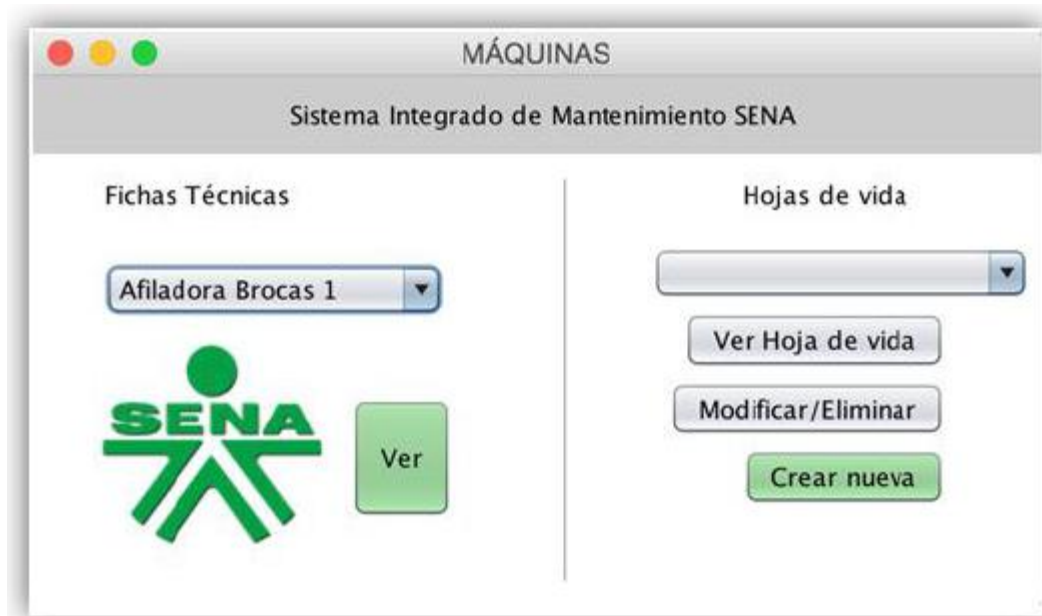 MÁQUINAS
Sistema Integrado de Mantenimiento SENA
Fichas Técnicas
Afiladora Brocas 1
SENA
Ver
Hojas de vida
Ver Hoja de vida
Modificar/Eliminar
Crear nueva